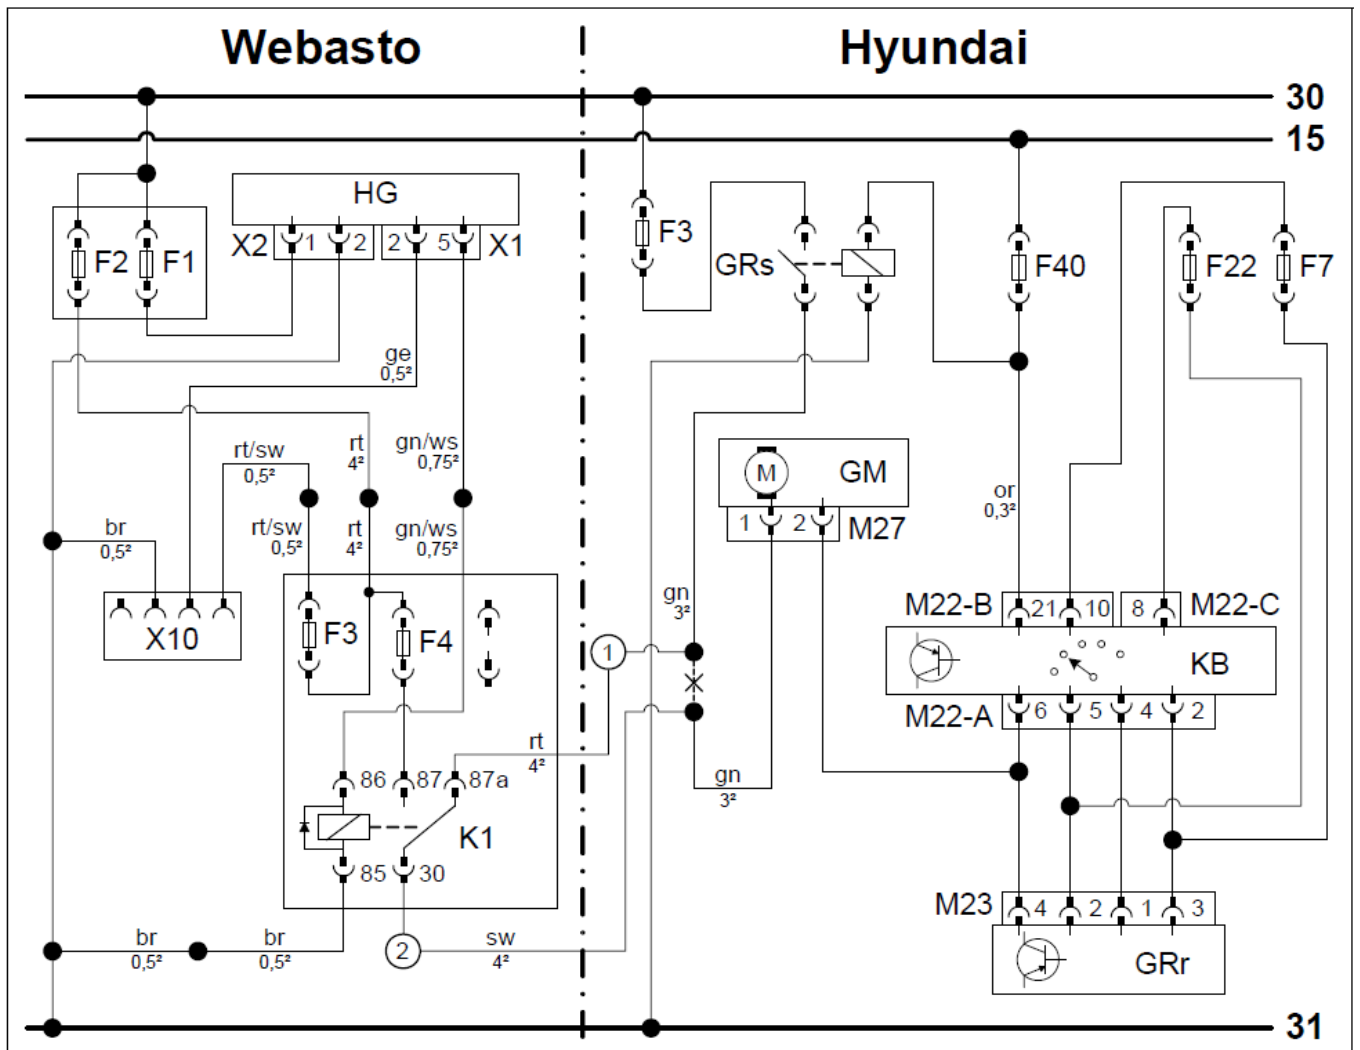 Webasto
Hyundai
30
15
HG
X2 1 2 2 5 X1
F2 F1
F3
GRs
F40
F22
F7
ge
0,5²
rt/sw
0,5²
rt
4²
gn/ws
0,75²
rt/sw
0,5²
rt
4²
gn/ws
0,75²
br
0,5²
X10
F3
F4
M
GM
1 2 M27
or
0,3²
gn
3²
M22-B 21 10 8 M22-C
KB
M22-A 6 5 4 2
1
rt
4²
gn
3²
86 87 87a
K1
85 30
M23 4 2 1 3
GRr
br
0,5²
br
0,5²
2
sw
4²
31